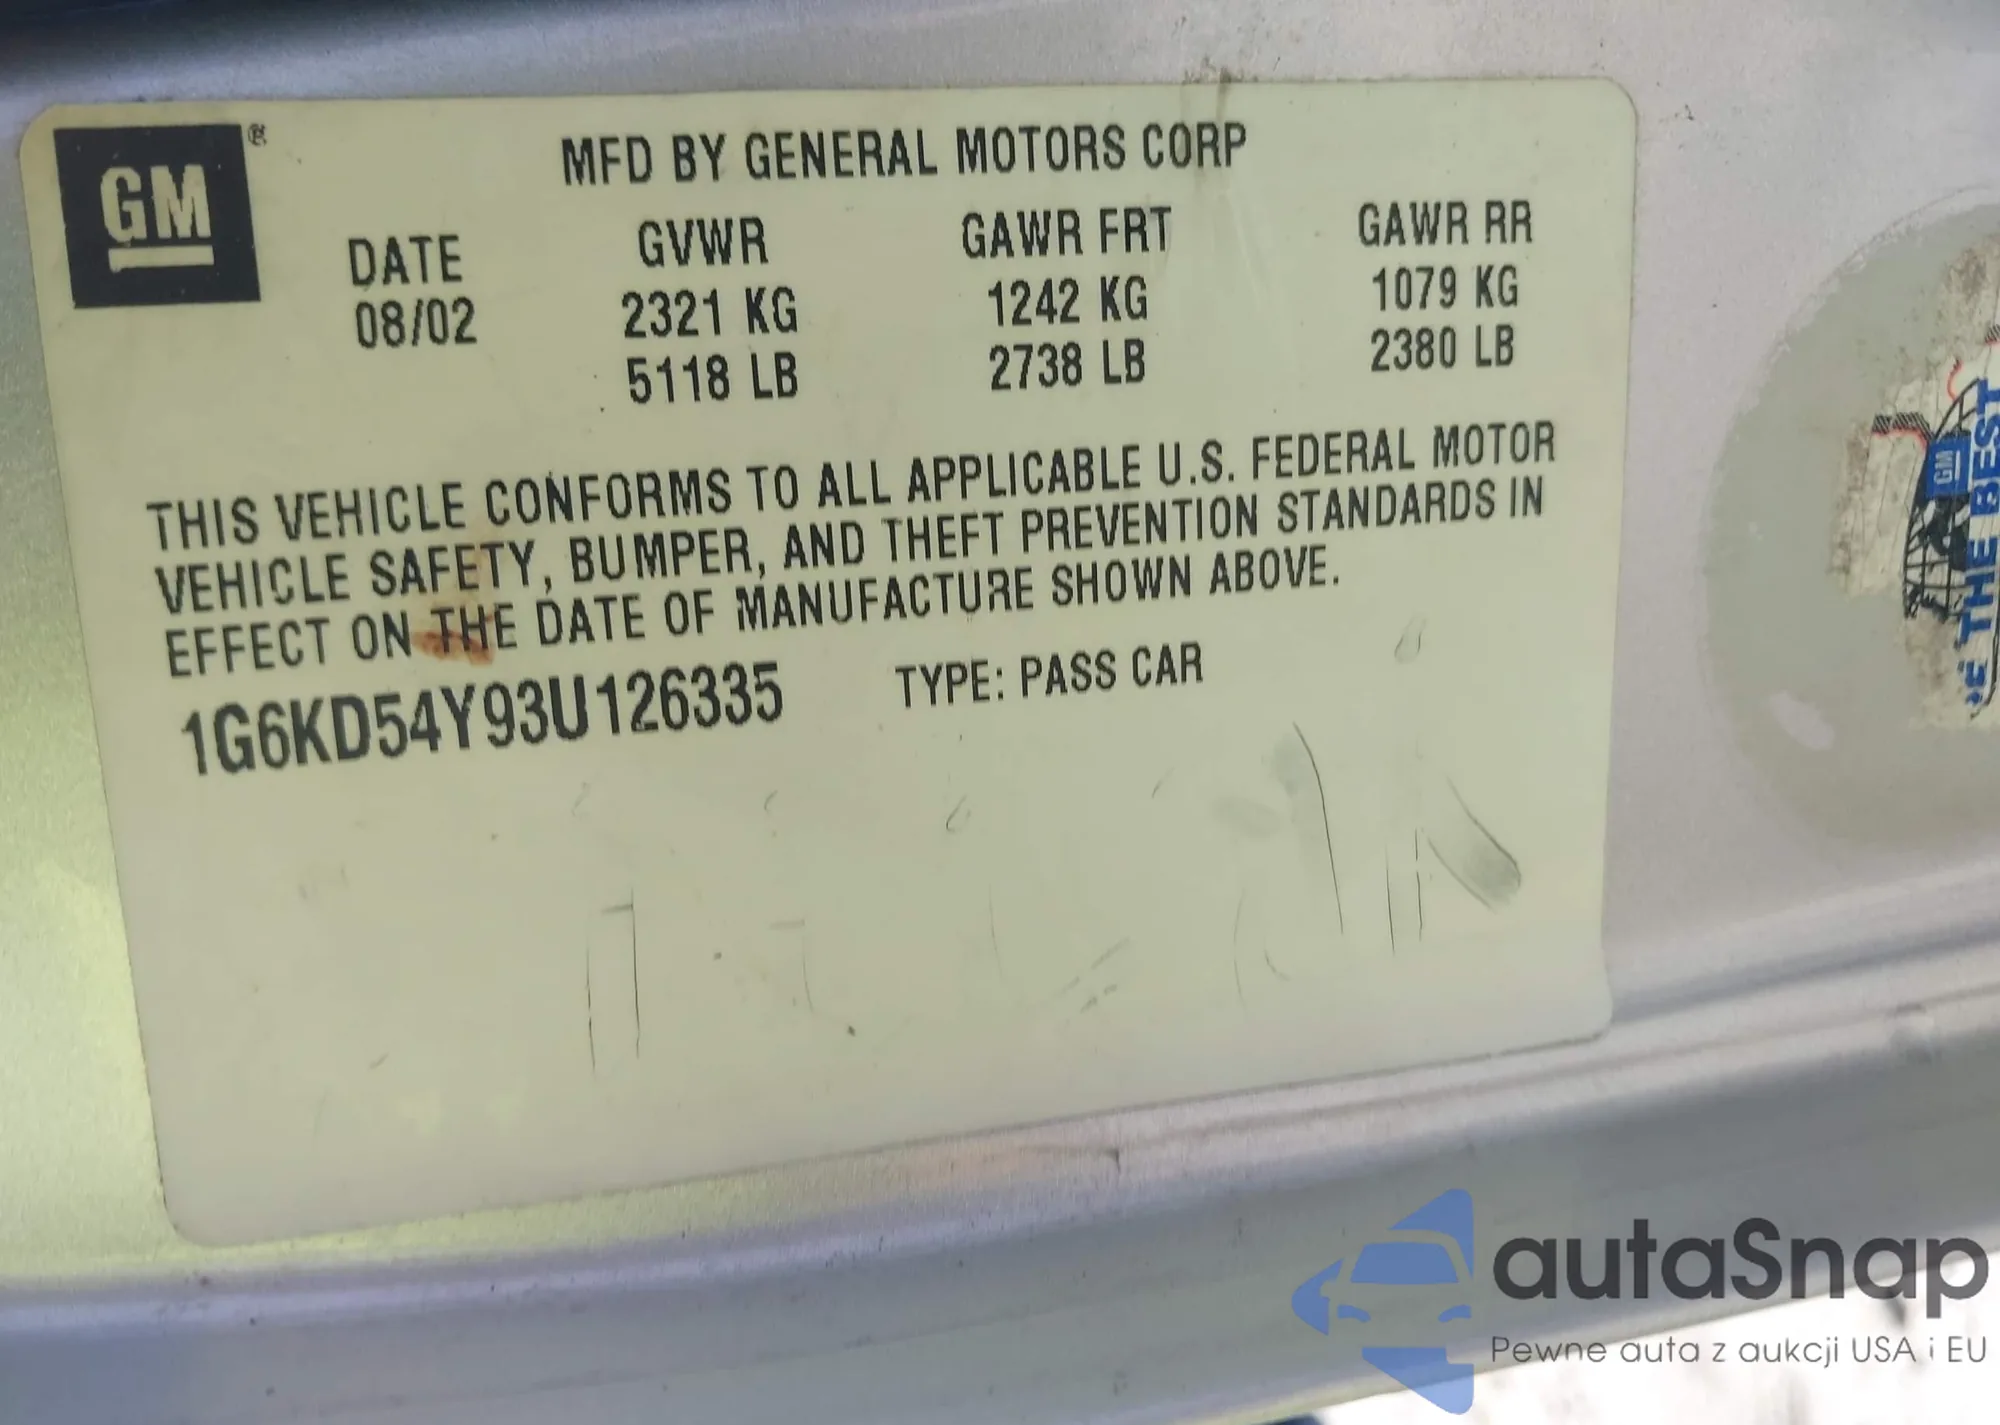 GM®
MFD BY GENERAL MOTORS CORP
DATE GVWR GAWR FRT GAWR RR
08/02 2321 KG 1242 KG 1079 KG
5118 LB 2738 LB 2380 LB
THIS VEHICLE CONFORMS TO ALL APPLICABLE U.S. FEDERAL MOTOR
VEHICLE SAFETY, BUMPER, AND THEFT PREVENTION STANDARDS IN
EFFECT ON THE DATE OF MANUFACTURE SHOWN ABOVE.
1G6KD54Y93U126335 TYPE: PASS CAR
GM
THE BEST
autaSnap
Pewne auta z aukcji USA i EU